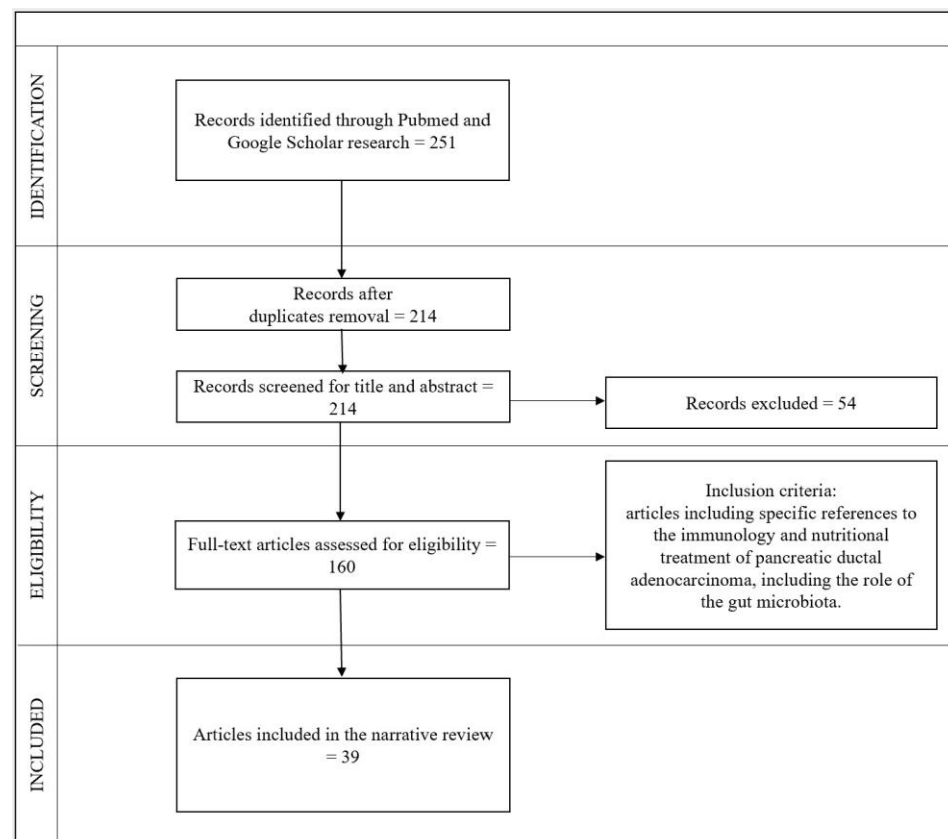 IDENTIFICATION
Records identified through Pubmed and
Google Scholar research = 251
SCREENING
Records after
duplicates removal = 214
Records screened for title and abstract =
214
Records excluded = 54
ELIGIBILITY
Full-text articles assessed for eligibility =
160
Inclusion criteria:
articles including specific references to
the immunology and nutritional
treatment of pancreatic ductal
adenocarcinoma, including the role of
the gut microbiota.
INCLUDED
Articles included in the narrative review
= 39